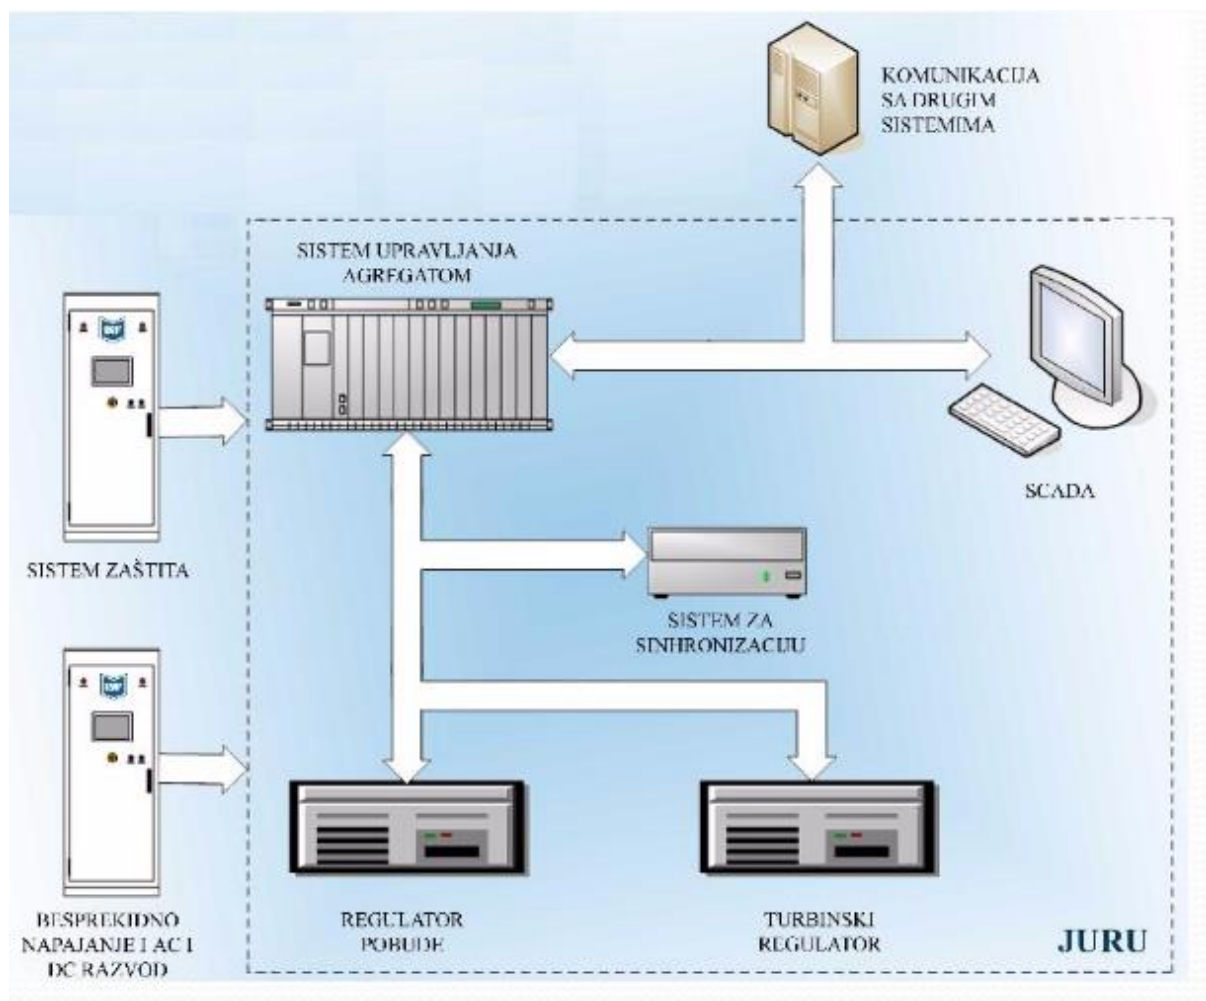 KOMUNIKACIJA
SA DRUGIM
SISTEMIMA
SISTEM UPRAVLJANJA
AGREGATOM
SCADA
SISTEM ZAŠTITA
SISTEM ZA
SINHRONIZACIJU
BESPREKIDNO
NAPAJANJE I AC I
DC RAZVOD
REGULATOR
POBUDE
TURBINSKI
REGULATOR
JURU